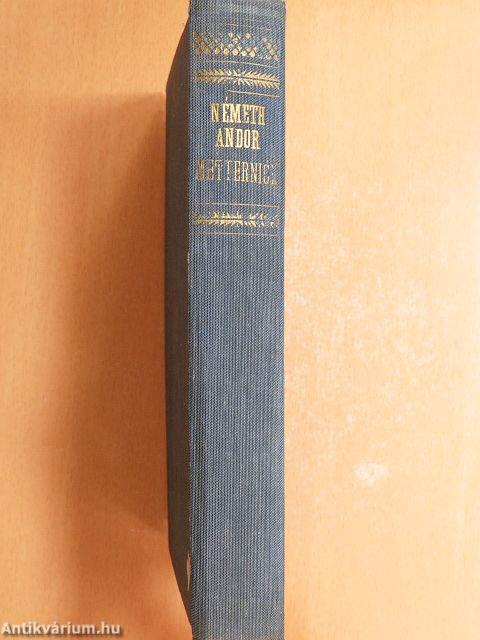 NÉMETH
ANDOR
METTERNICH
Antikvárium.hu